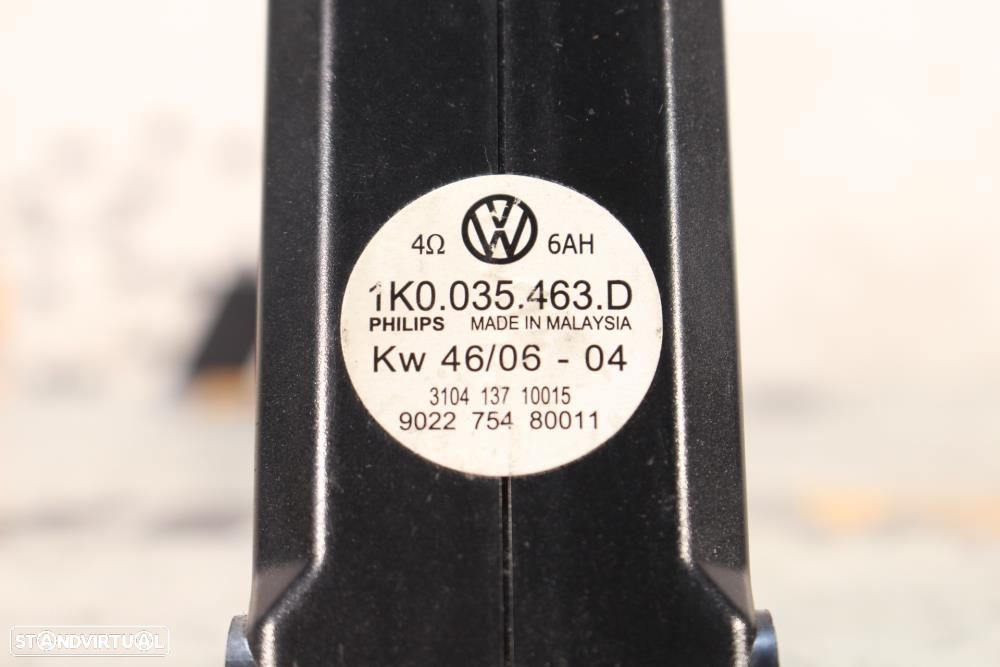 4Ω VW 6AH
1K0.035.463.D
PHILIPS MADE IN MALAYSIA
Kw 46/06 - 04
3104 137 10015
9022 754 80011
STANDVIRTUAL